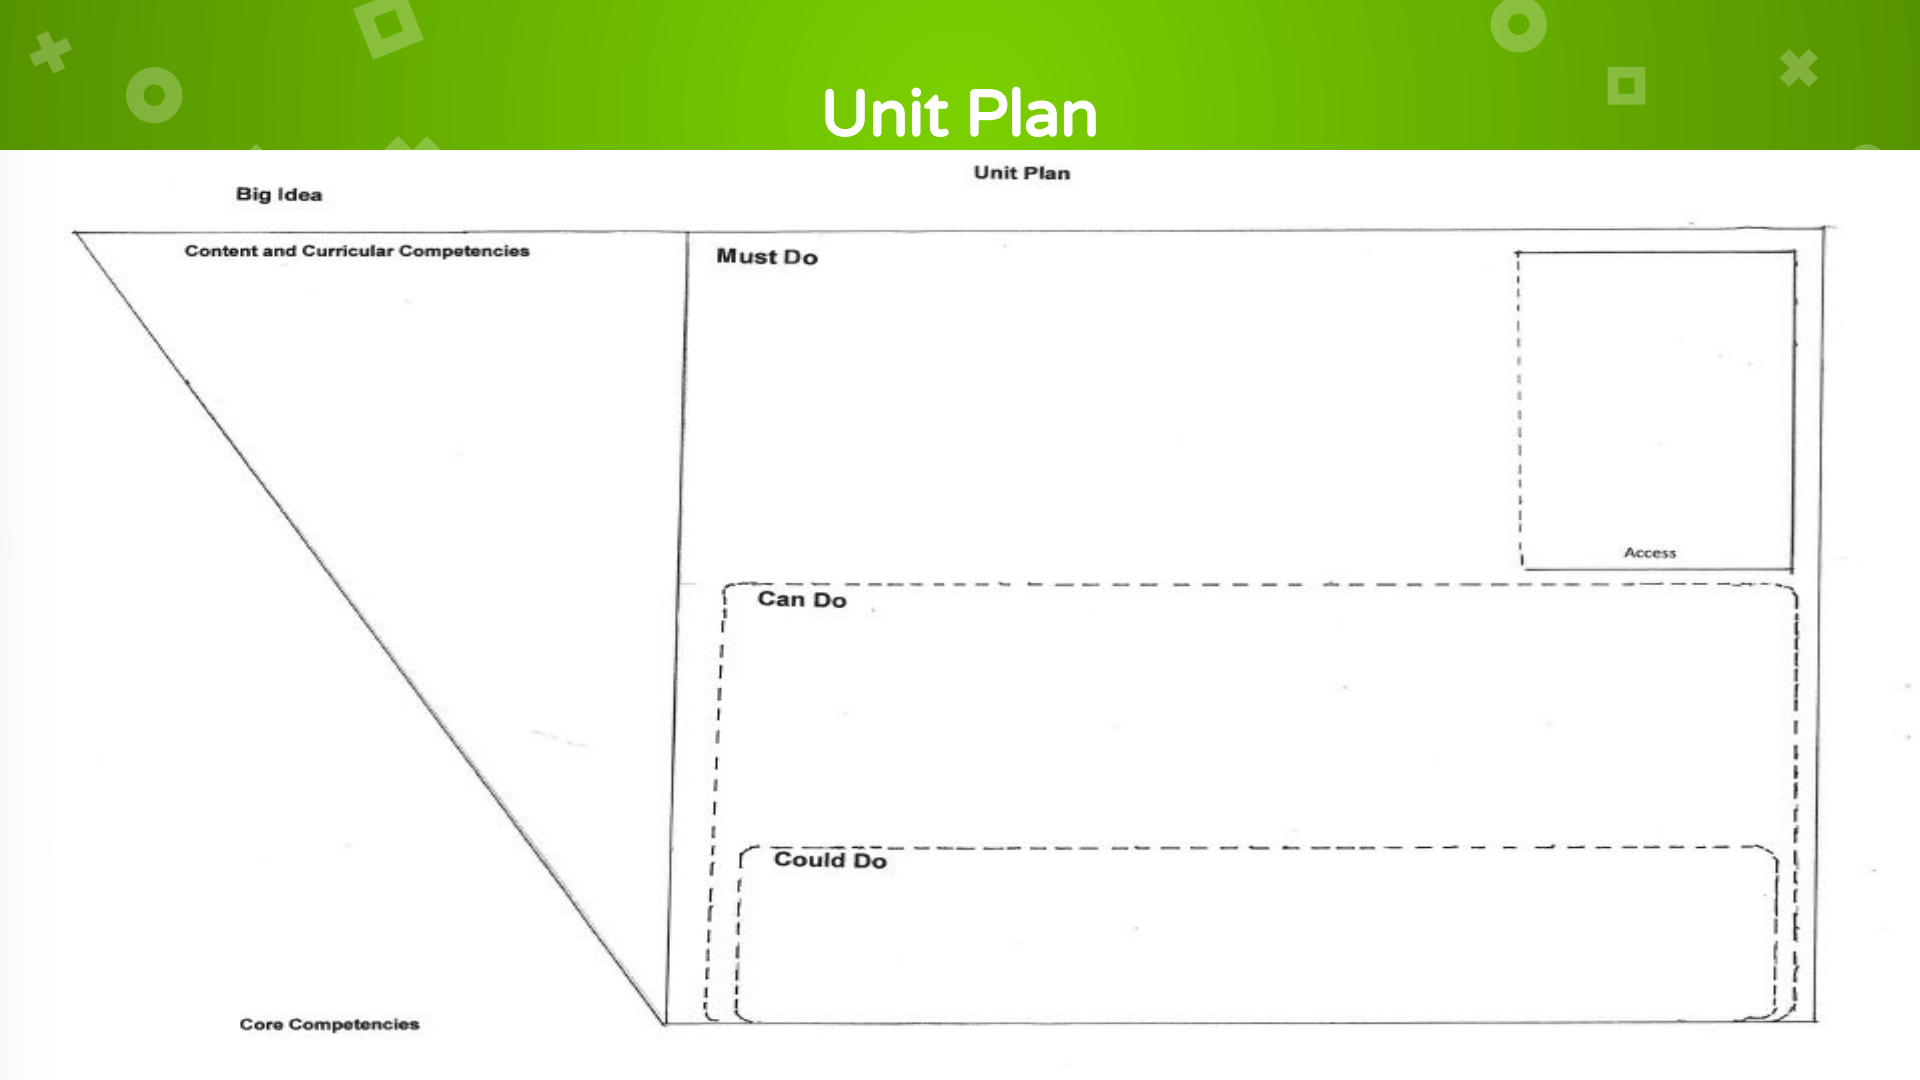 Unit Plan
Unit Plan
Big Idea
Content and Curricular Competencies
Must Do
Access
Can Do
Could Do
Core Competencies